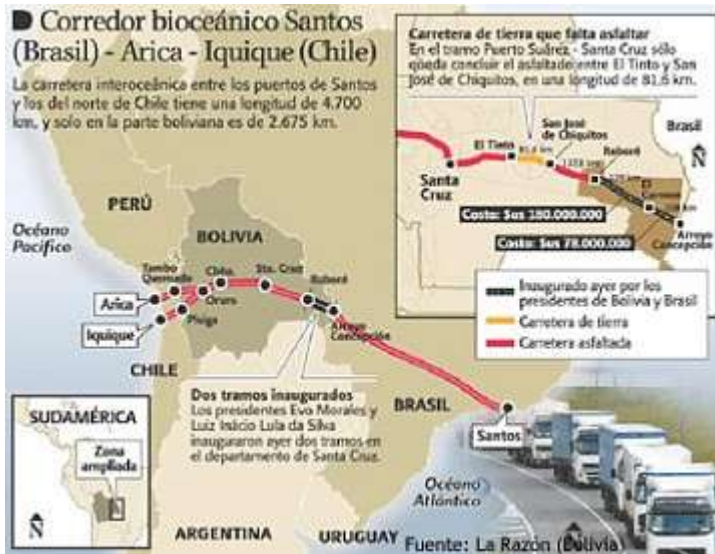 Corredor bioceánico Santos
(Brasil) - Arica - Iquique (Chile)
La carretera interoceánica entre los puertos de Santos
y los del norte de Chile tiene una longitud de 4.700
km, y solo en la parte boliviana es de 2.675 km.
Carretera de tierra que falta asfaltar
En el tramo Puerto Suárez - Santa Cruz sólo
queda concluir el asfaltado entre El Tinto y San
José de Chiquitos, en una longitud de 81,6 km.
San José
de Chiquitos
Brasil
El Tinto
81,6 km
Roboré
N
Santa
Cruz
El
Costo: $us 180.000.000
Costo: $us 78.000.000
Arroyo
Concepción
Inaugurado ayer por los
presidentes de Bolivia y Brasil
Carretera de tierra
Carretera asfaltada
PERÚ
Océano
Pacífico
BOLIVIA
Tambo
Quemado
Cbba.
Sta. Cruz
Roboré
Arica
Oruro
Iquique
Pisiga
Arroyo
Concepción
CHILE
Dos tramos inaugurados
Los presidentes Evo Morales y
Luiz Inácio Lula da Silva
inauguraron ayer dos tramos en
el departamento de Santa Cruz.
BRASIL
Santos
SUDAMÉRICA
Zona
ampliada
N
Océano
Atlántico
N
ARGENTINA
URUGUAY
Fuente: La Razón (Bolivia)